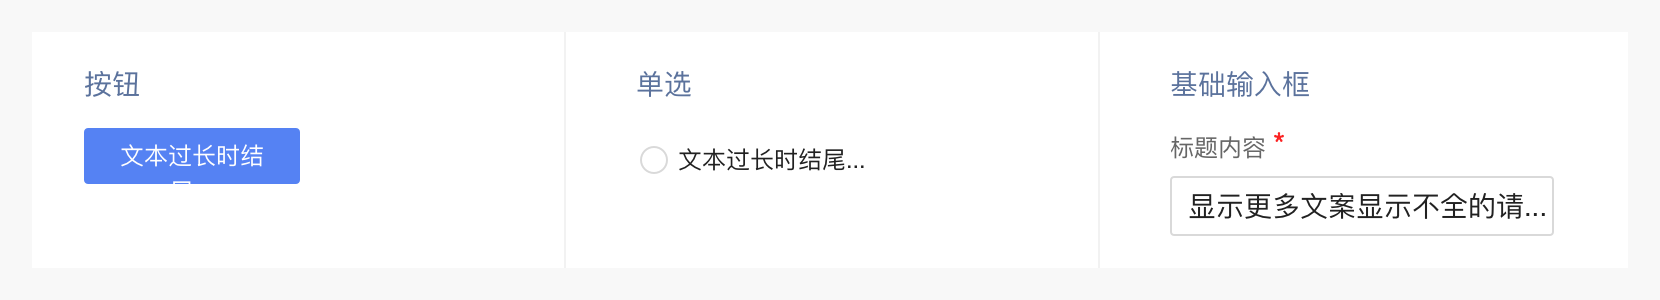 按钮
文本过长时结
单选
文本过长时结尾...
基础输入框
标题内容 *
显示更多文案显示不全的请...